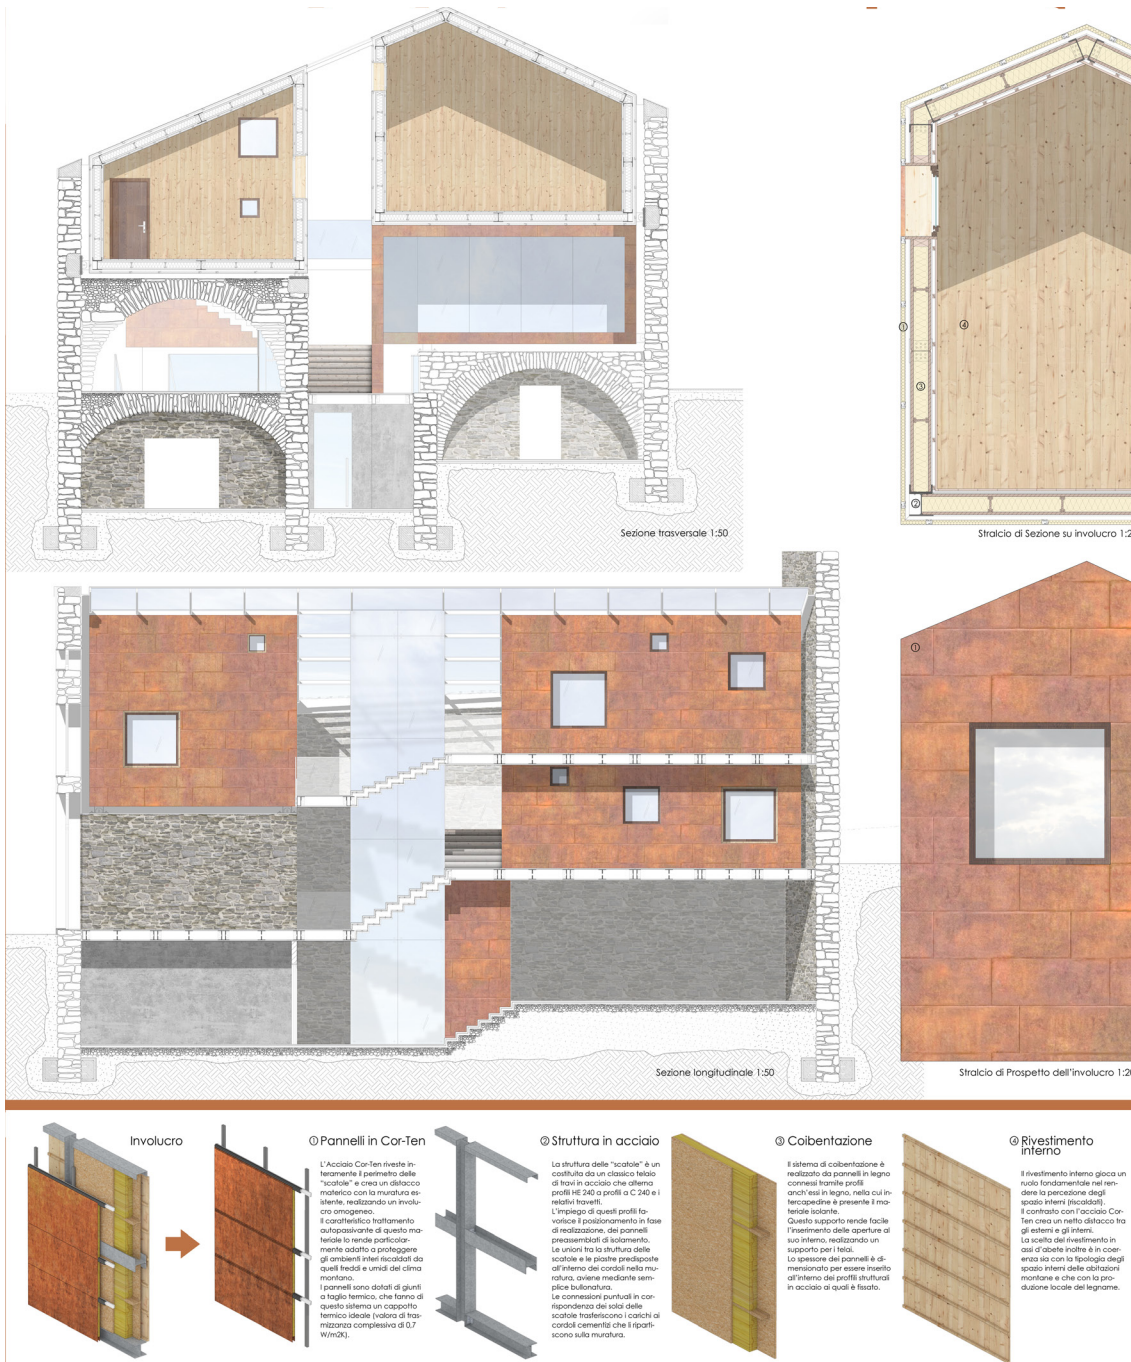 ①
④
③
②
Sezione trasversale 1:50
Stralcio di Sezione su involucro 1:2
①
Sezione longitudinale 1:50
Stralcio di Prospetto dell'involucro 1:20
Involucro
① Pannelli in Cor-Ten
L'Acciaio Cor-Ten riveste in-
teramente il perimetro delle
"scatole" e crea un distacco
materico con la muratura es-
istente, realizzando un involu-
cro omogeneo.
Il caratteristico trattamento
autopassivante di questo ma-
teriale lo rende particolar-
mente adatto a proteggere
gli ambienti interi riscaldati da
quelli freddi e umidi del clima
montano.
I pannelli sono dotati di giunti
a taglio termico, che fanno di
questo sistema un cappotto
termico ideale (valora di tras-
mizzanza complessiva di 0,7
W/m2K).
② Struttura in acciaio
La struttura delle "scatole" è un
costituita da un classico telaio
di travi in acciaio che alterna
profili HE 240 a profili a C 240 e i
relativi travetti.
L'impiego di questi profili fa-
vorisce il posizionamento in fase
di realizzazione, dei pannelli
preassemblati di isolamento.
Le unioni tra la struttura delle
scatole e le piastre predisposte
all'interno dei cordoli nella mu-
ratura, aviene mediante sem-
plice bullonatura.
Le connessioni puntuali in cor-
rispondenza dei solai delle
scatole trasferiscono i carichi ai
cordoli cementizi che li riparti-
scono sulla muratura.
③ Coibentazione
Il sistema di coibentazione è
realizzato da pannelli in legno
connessi tramite profili
anch'essi in legno, nella cui in-
tercapedine è presente il ma-
teriale isolante.
Questo supporto rende facile
l'inserimento delle aperture al
suo interno, realizzando un
supporto per i telai.
Lo spessore dei pannelli è di-
mensionato per essere inserito
all'interno dei profili strutturali
in acciaio ai quali è fissato.
④ Rivestimento
interno
Il rivestimento interno gioca un
ruolo fondamentale nel ren-
dere la percezione degli
spazio interni (riscaldati).
Il contrasto con l'acciaio Cor-
Ten crea un netto distacco tra
gli esterni e gli interni.
La scelta del rivestimento in
assi d'abete inoltre è in coer-
enza sia con la tipologia degli
spazio interni delle abitazioni
montane e che con la pro-
duzione locale del legname.